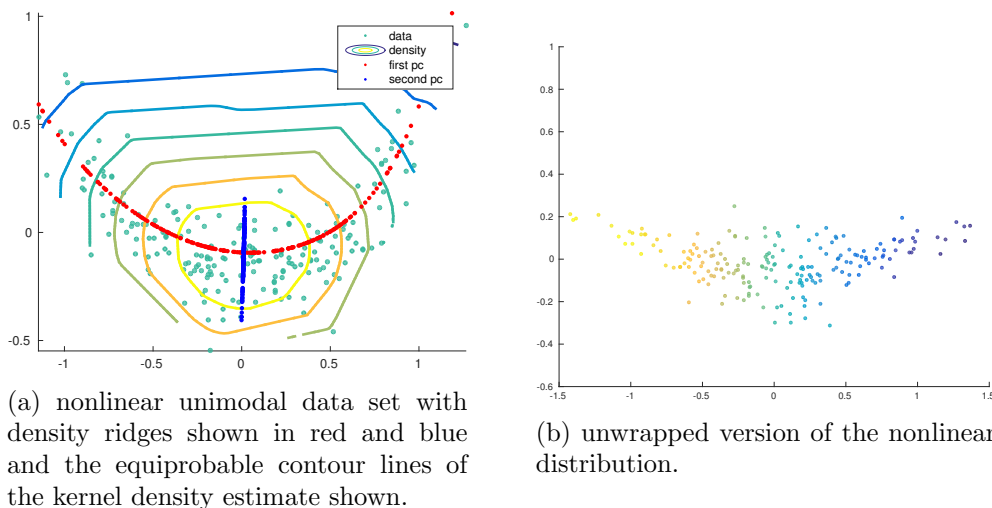 1
0.5
0
-0.5
-1
-0.5
0
0.5
1
data
density
first pc
second pc
(a) nonlinear unimodal data set with
density ridges shown in red and blue
and the equiprobable contour lines of
the kernel density estimate shown.
1
0.8
0.6
0.4
0.2
0
-0.2
-0.4
-0.6
-1.5
-1
-0.5
0
0.5
1
1.5
(b) unwrapped version of the nonlinear
distribution.